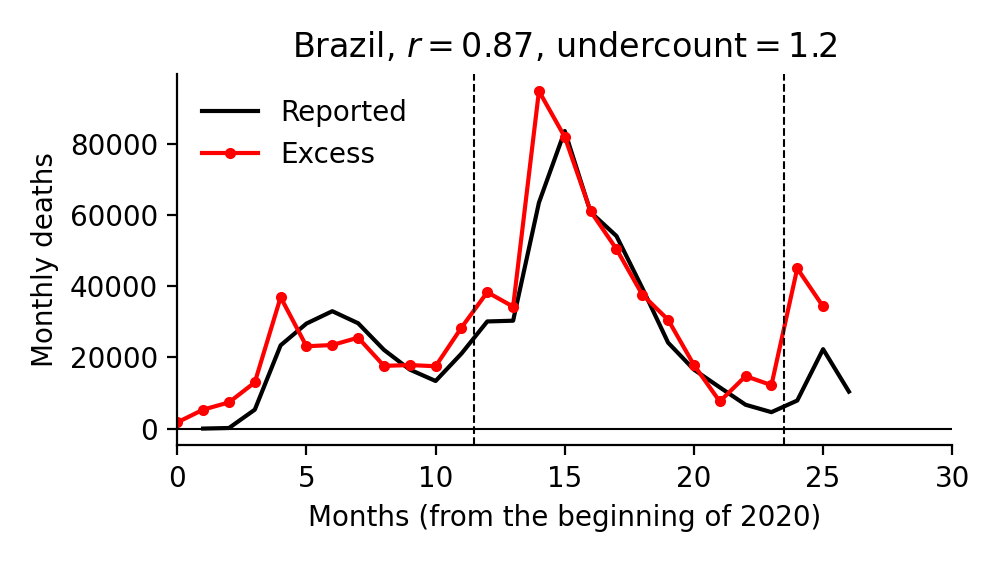 Brazil, r = 0.87, undercount = 1.2
Reported
Excess
Monthly deaths
80000
60000
40000
20000
0
0 5 10 15 20 25 30
Months (from the beginning of 2020)